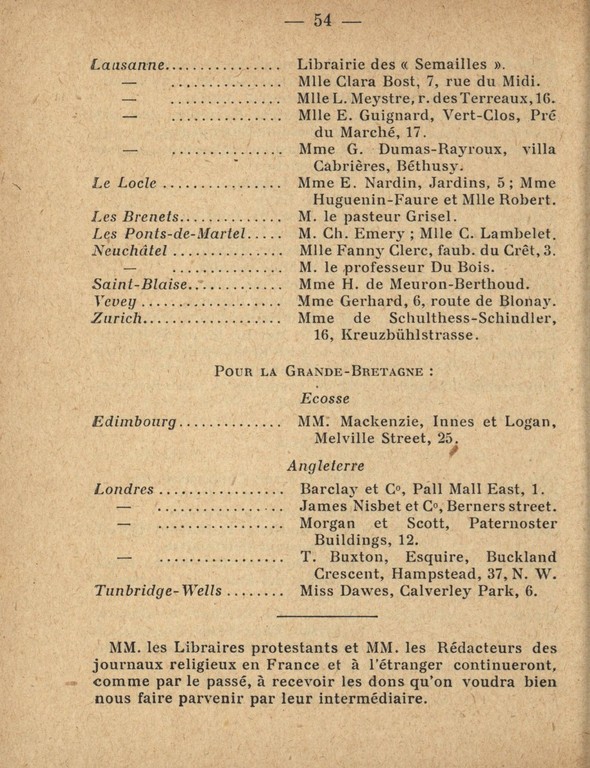 — 54 —
Lausanne................ Librairie des « Semailles ».
— ............... Mlle Clara Bost, 7, rue du Midi.
— ............... Mlle L. Meystre, r. des Terreaux, 16.
— ............... Mlle E. Guignard, Vert-Clos, Pré
du Marché, 17.
— ............... Mme G. Dumas-Rayroux, villa
Cabrières, Béthusy.
Le Locle ................ Mme E. Nardin, Jardins, 5 ; Mme
Huguenin-Faure et Mlle Robert.
Les Brenets.............. M. le pasteur Grisel.
Les Ponts-de-Martel..... M. Ch. Emery ; Mlle C. Lambelet.
Neuchâtel ............... Mlle Fanny Clerc, faub. du Crêt, 3.
— ............... M. le professeur Du Bois.
Saint-Blaise............. Mme H. de Meuron-Berthoud.
Vevey ................... Mme Gerhard, 6, route de Blonay.
Zurich................... Mme de Schulthess-Schindler,
16, Kreuzbühlstrasse.
POUR LA GRANDE-BRETAGNE :
Ecosse
Edimbourg.............. MM. Mackenzie, Innes et Logan,
Melville Street, 25.
Angleterre
Londres ................. Barclay et Co, Pall Mall East, 1.
— ................. James Nisbet et Co, Berners street.
— ................. Morgan et Scott, Paternoster
Buildings, 12.
— ................. T. Buxton, Esquire, Buckland
Crescent, Hampstead, 37, N. W.
Tunbridge-Wells ........ Miss Dawes, Calverley Park, 6.
MM. les Libraires protestants et MM. les Rédacteurs des
journaux religieux en France et à l'étranger continueront,
comme par le passé, à recevoir les dons qu'on voudra bien
nous faire parvenir par leur intermédiaire.